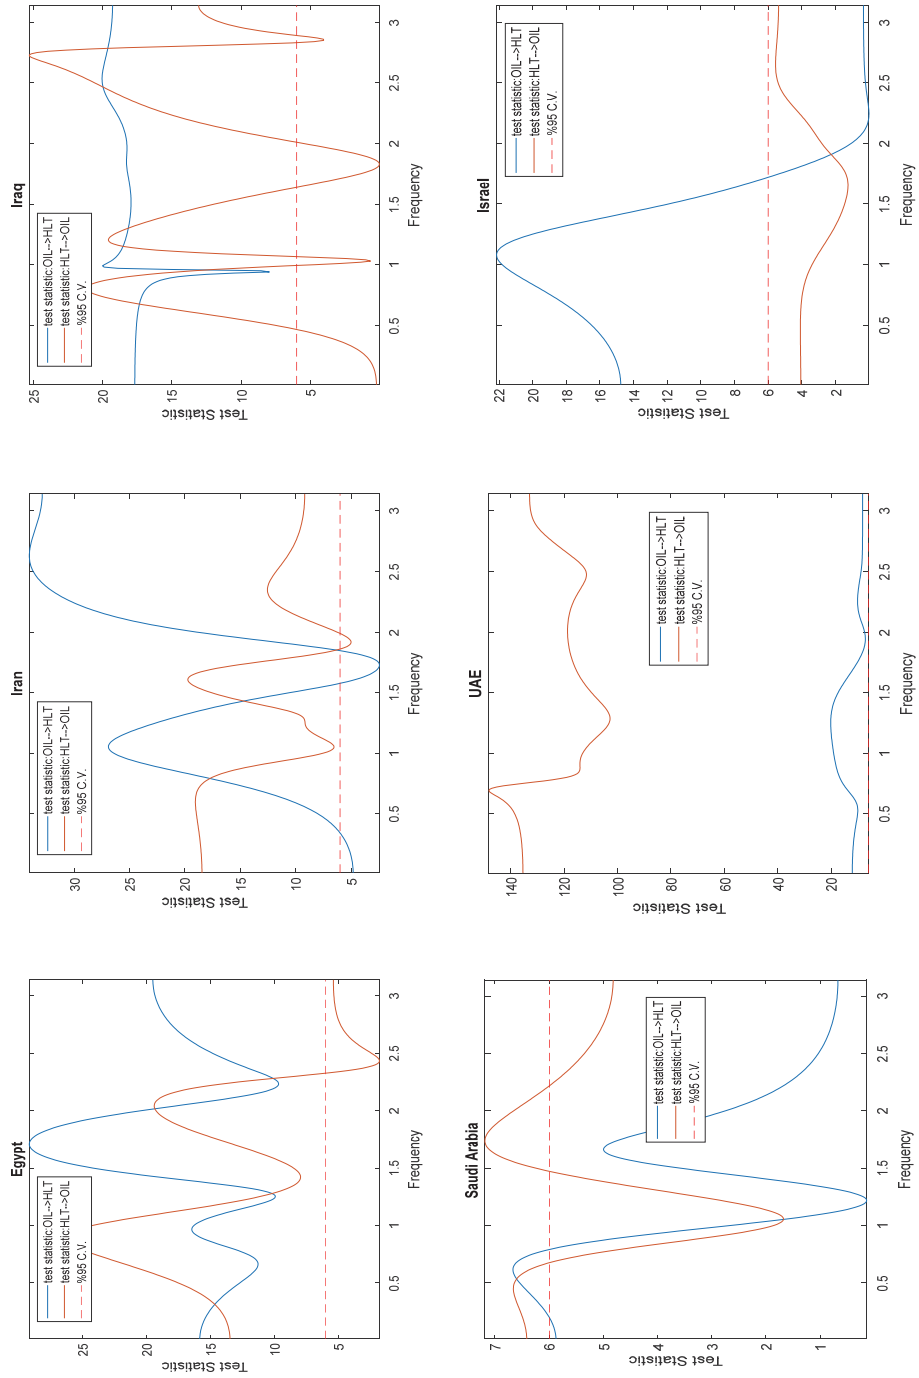 Egypt
test statistic:OIL-->HLT
test statistic:HLT-->OIL
%95 C.V.
Test Statistic
25
20
15
10
5
0.5 1 1.5 2 2.5 3
Frequency
Iran
test statistic:OIL-->HLT
test statistic:HLT-->OIL
%95 C.V.
Test Statistic
30
25
20
15
10
5
0.5 1 1.5 2 2.5 3
Frequency
Iraq
test statistic:OIL-->HLT
test statistic:HLT-->OIL
%95 C.V.
Test Statistic
25
20
15
10
5
0.5 1 1.5 2 2.5 3
Frequency
Saudi Arabia
test statistic:OIL-->HLT
test statistic:HLT-->OIL
%95 C.V.
Test Statistic
7
6
5
4
3
2
1
0.5 1 1.5 2 2.5 3
Frequency
UAE
test statistic:OIL-->HLT
test statistic:HLT-->OIL
%95 C.V.
Test Statistic
140
120
100
80
60
40
20
0.5 1 1.5 2 2.5 3
Frequency
Israel
test statistic:OIL-->HLT
test statistic:HLT-->OIL
%95 C.V.
Test Statistic
22
20
18
16
14
12
10
8
6
4
2
0.5 1 1.5 2 2.5 3
Frequency